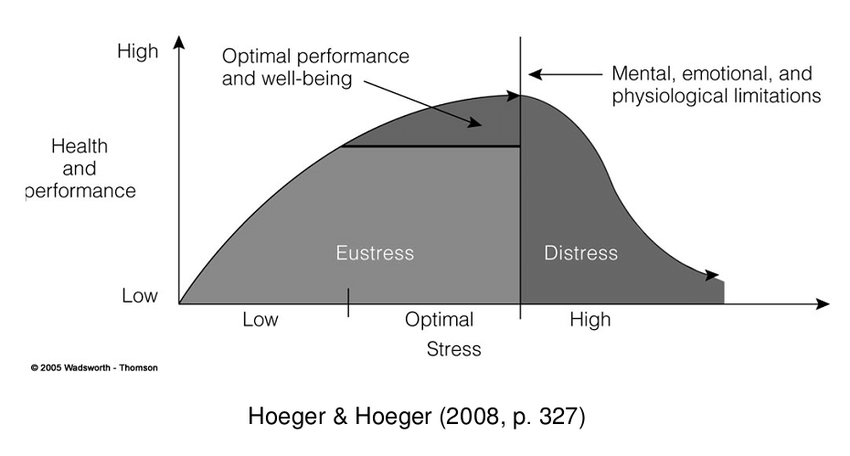 High
Optimal performance
and well-being
Mental, emotional, and
physiological limitations
Health
and
performance
Eustress
Distress
Low
Low
Optimal
High
Stress
© 2005 Wadsworth - Thomson
Hoeger & Hoeger (2008, p. 327)